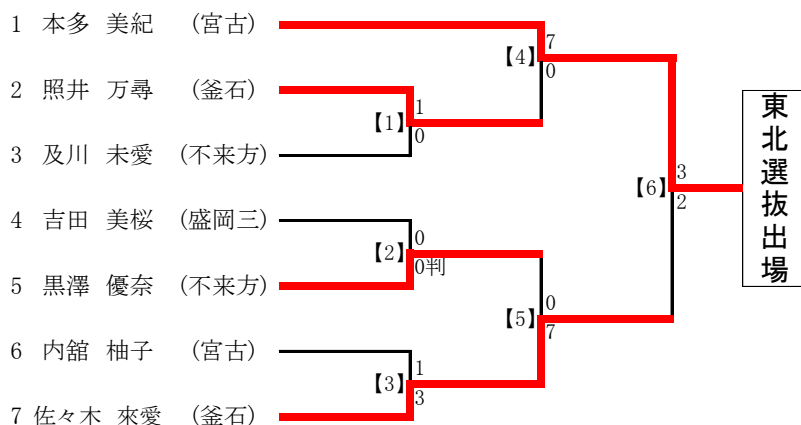 1 本多 美紀 (宮古)
7
【4】
0
2 照井 万尋 (釜石)
1
【1】
0
3 及川 未愛 (不来方)
3
【6】
2
東北選抜出場
4 吉田 美桜 (盛岡三)
0
【2】
0判
5 黒澤 優奈 (不来方)
0
【5】
7
6 内舘 柚子 (宮古)
1
【3】
3
7 佐々木 來愛 (釜石)